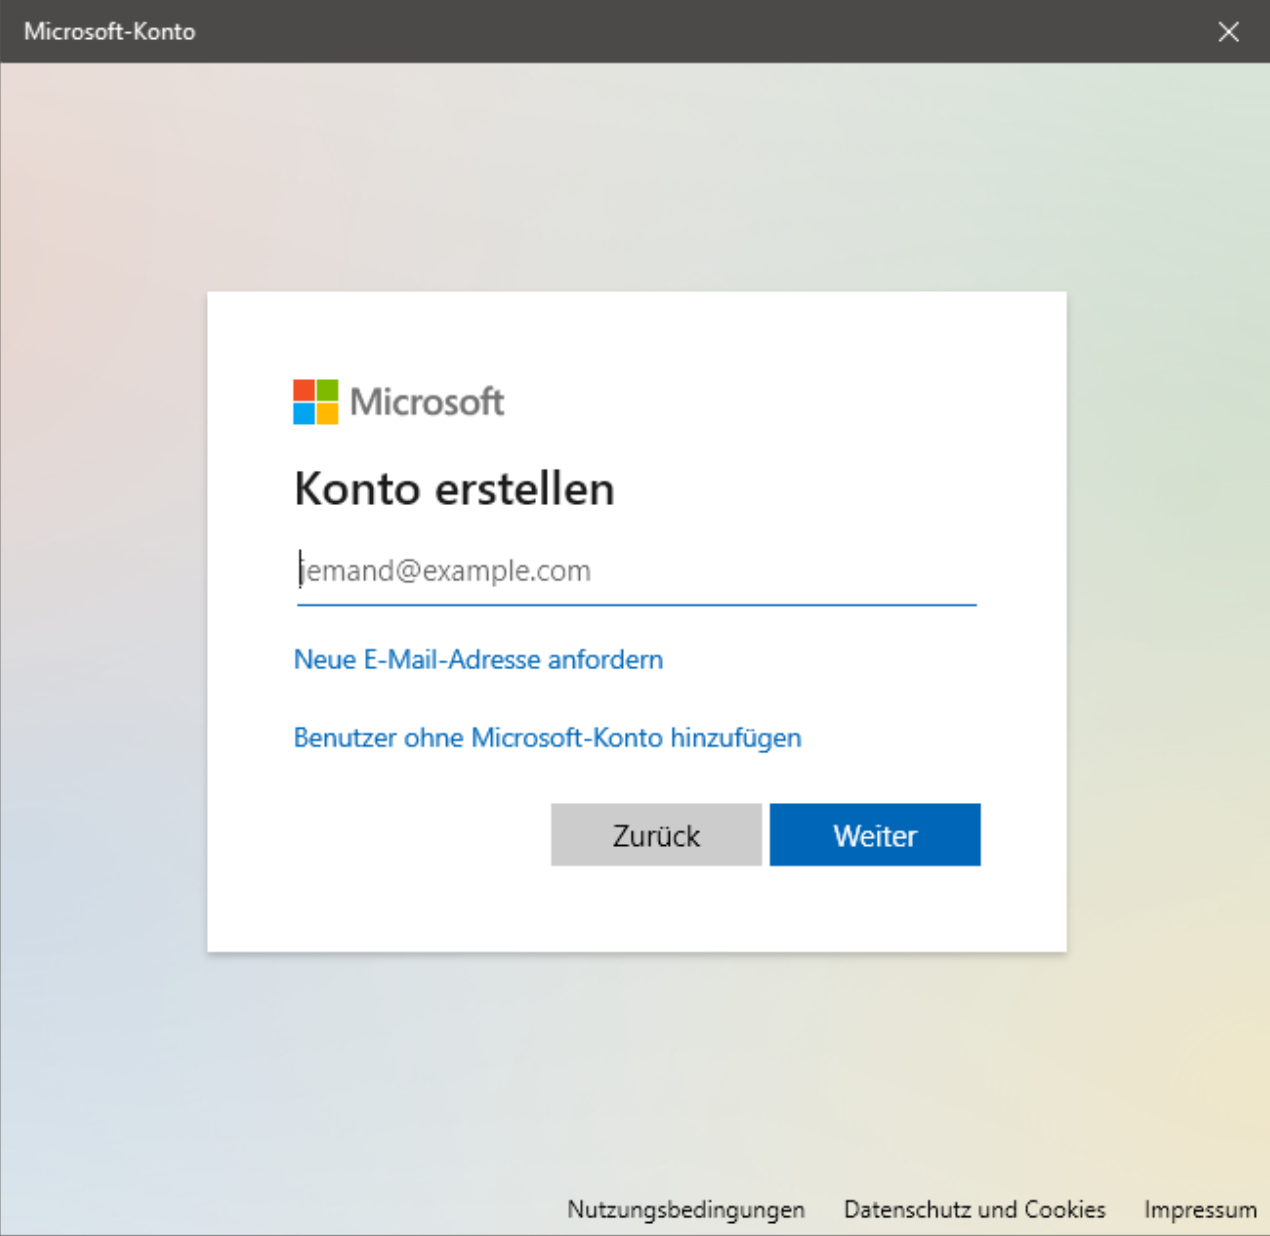 Microsoft-Konto
Microsoft
Konto erstellen
jemand@example.com
Neue E-Mail-Adresse anfordern
Benutzer ohne Microsoft-Konto hinzufügen
Zurück Weiter
Nutzungsbedingungen Datenschutz und Cookies Impressum